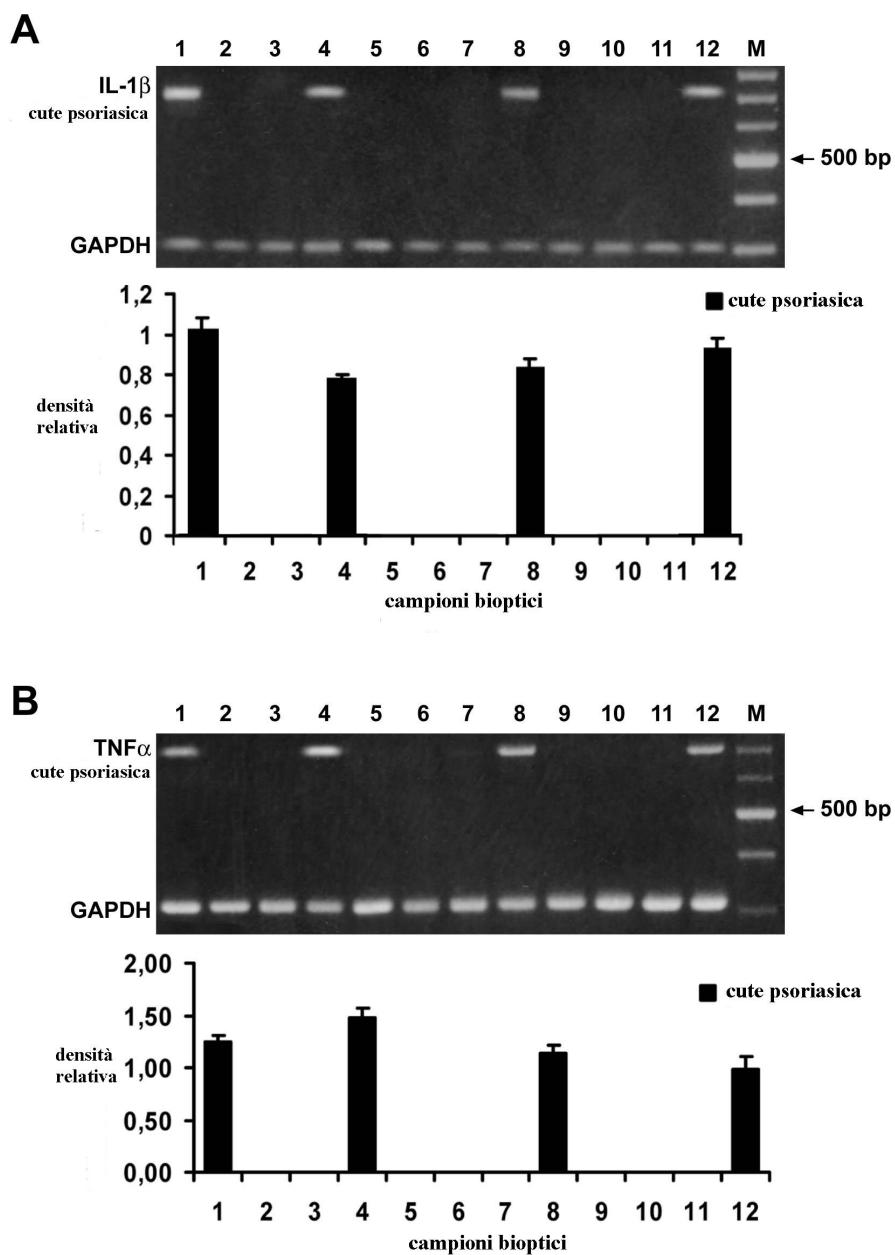 A
1 2 3 4 5 6 7 8 9 10 11 12 M
IL-1β
cute psoriasica
500 bp
GAPDH
1,2
1
0,8
0,6
0,4
0,2
0
densità
relativa
cute psoriasica
1 2 3 4 5 6 7 8 9 10 11 12
campioni bioptici
B
1 2 3 4 5 6 7 8 9 10 11 12 M
TNFα
cute psoriasica
500 bp
GAPDH
2,00
1,50
1,00
0,50
0,00
densità
relativa
cute psoriasica
1 2 3 4 5 6 7 8 9 10 11 12
campioni bioptici